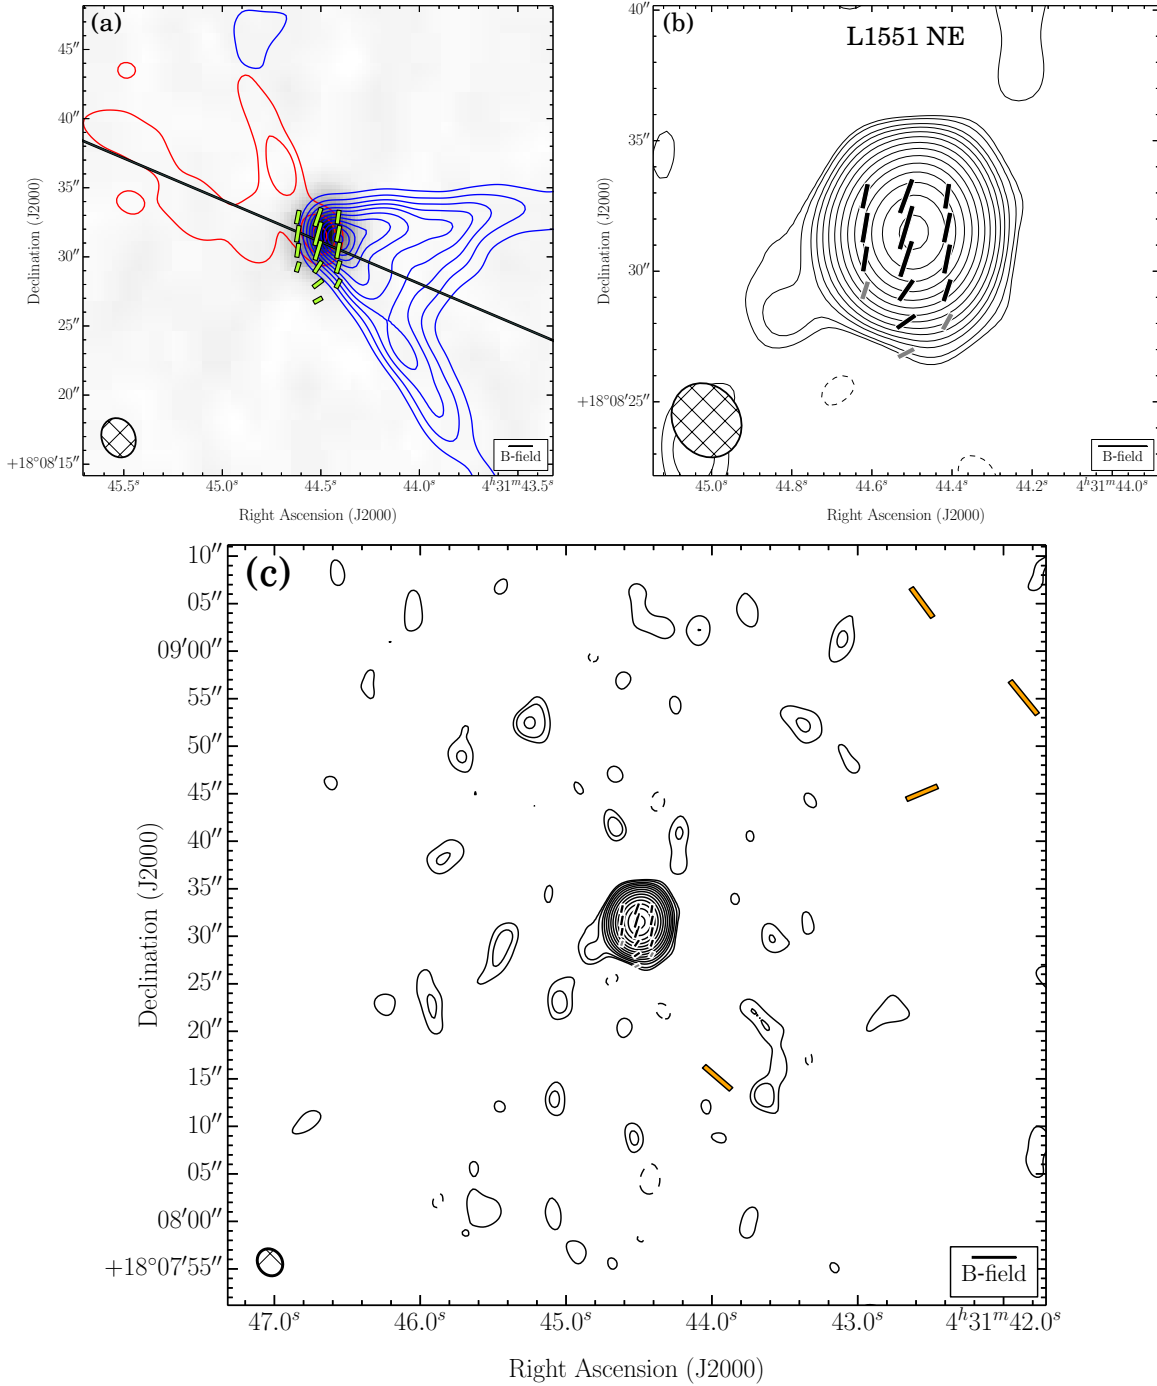 (a)
45″
40″
35″
30″
25″
20″
+18°08′15″
Declination (J2000)
45.5ˢ
45.0ˢ
44.5ˢ
44.0ˢ
4ʰ31ᵐ43.5ˢ
Right Ascension (J2000)
B-field
(b)
L1551 NE
40″
35″
30″
+18°08′25″
Declination (J2000)
45.0ˢ
44.8ˢ
44.6ˢ
44.4ˢ
44.2ˢ
4ʰ31ᵐ44.0ˢ
Right Ascension (J2000)
B-field
(c)
10″
05″
09′00″
55″
50″
45″
40″
35″
30″
25″
20″
15″
10″
05″
08′00″
+18°07′55″
Declination (J2000)
47.0ˢ
46.0ˢ
45.0ˢ
44.0ˢ
43.0ˢ
4ʰ31ᵐ42.0ˢ
Right Ascension (J2000)
B-field